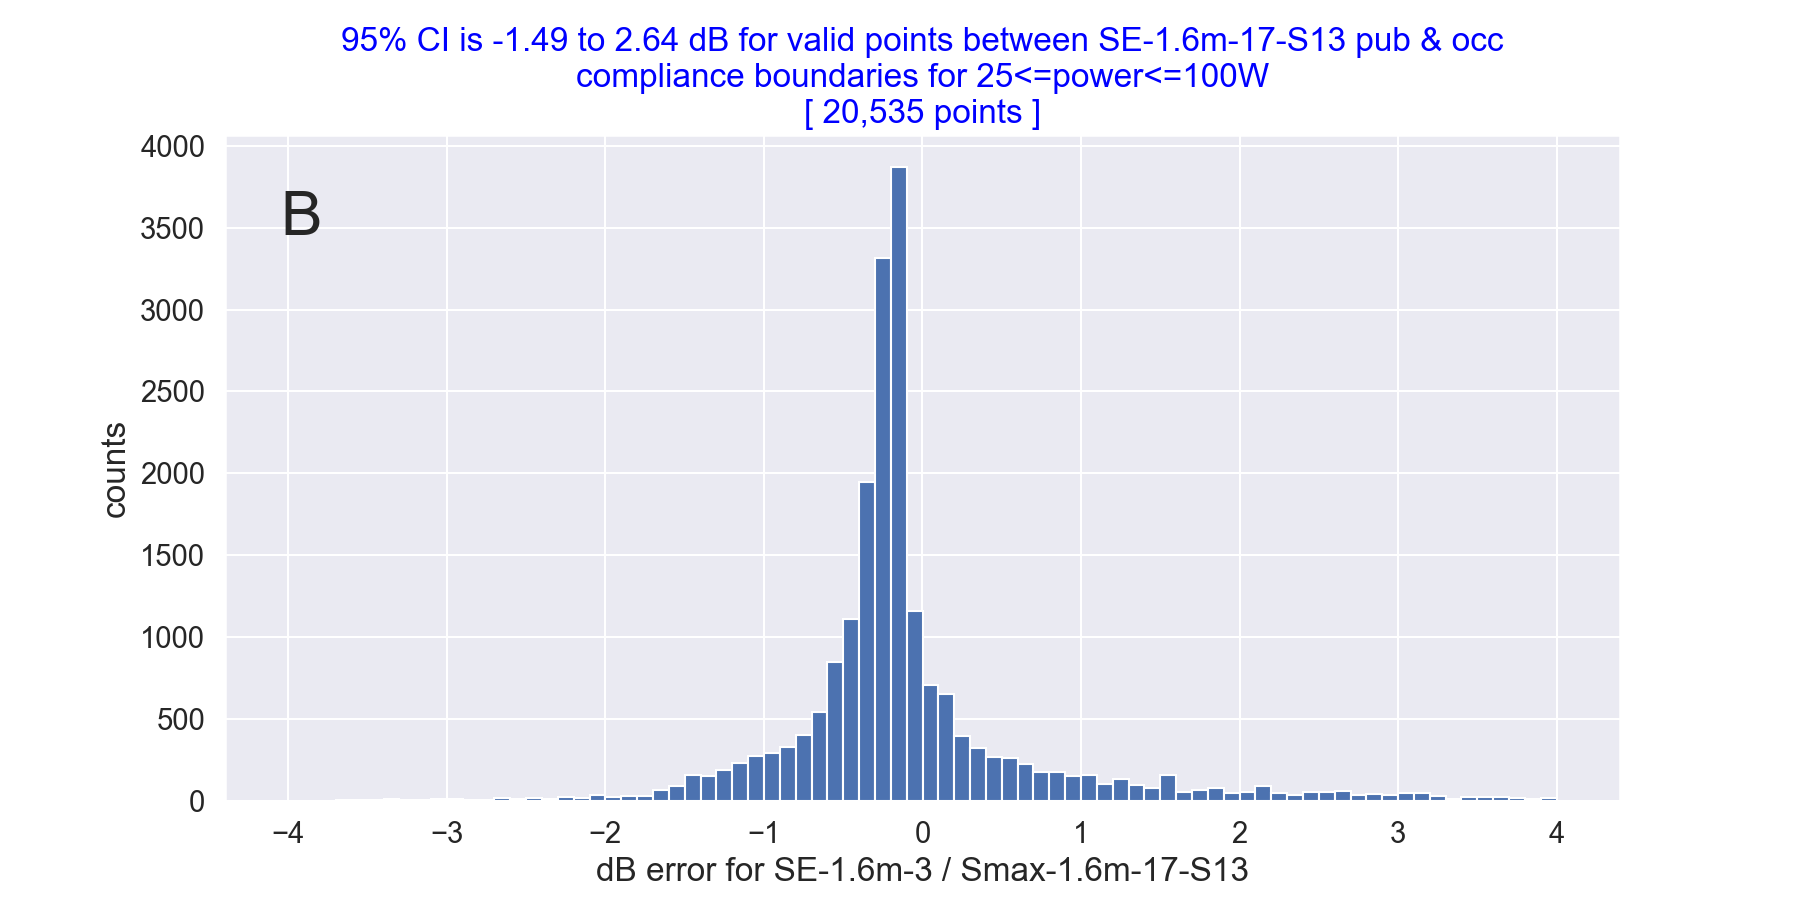 95% CI is -1.49 to 2.64 dB for valid points between SE-1.6m-17-S13 pub & occ
compliance boundaries for 25<=power<=100W
[ 20,535 points ]
B
4000
3500
3000
2500
2000
1500
1000
500
0
counts
−4 −3 −2 −1 0 1 2 3 4
dB error for SE-1.6m-3 / Smax-1.6m-17-S13